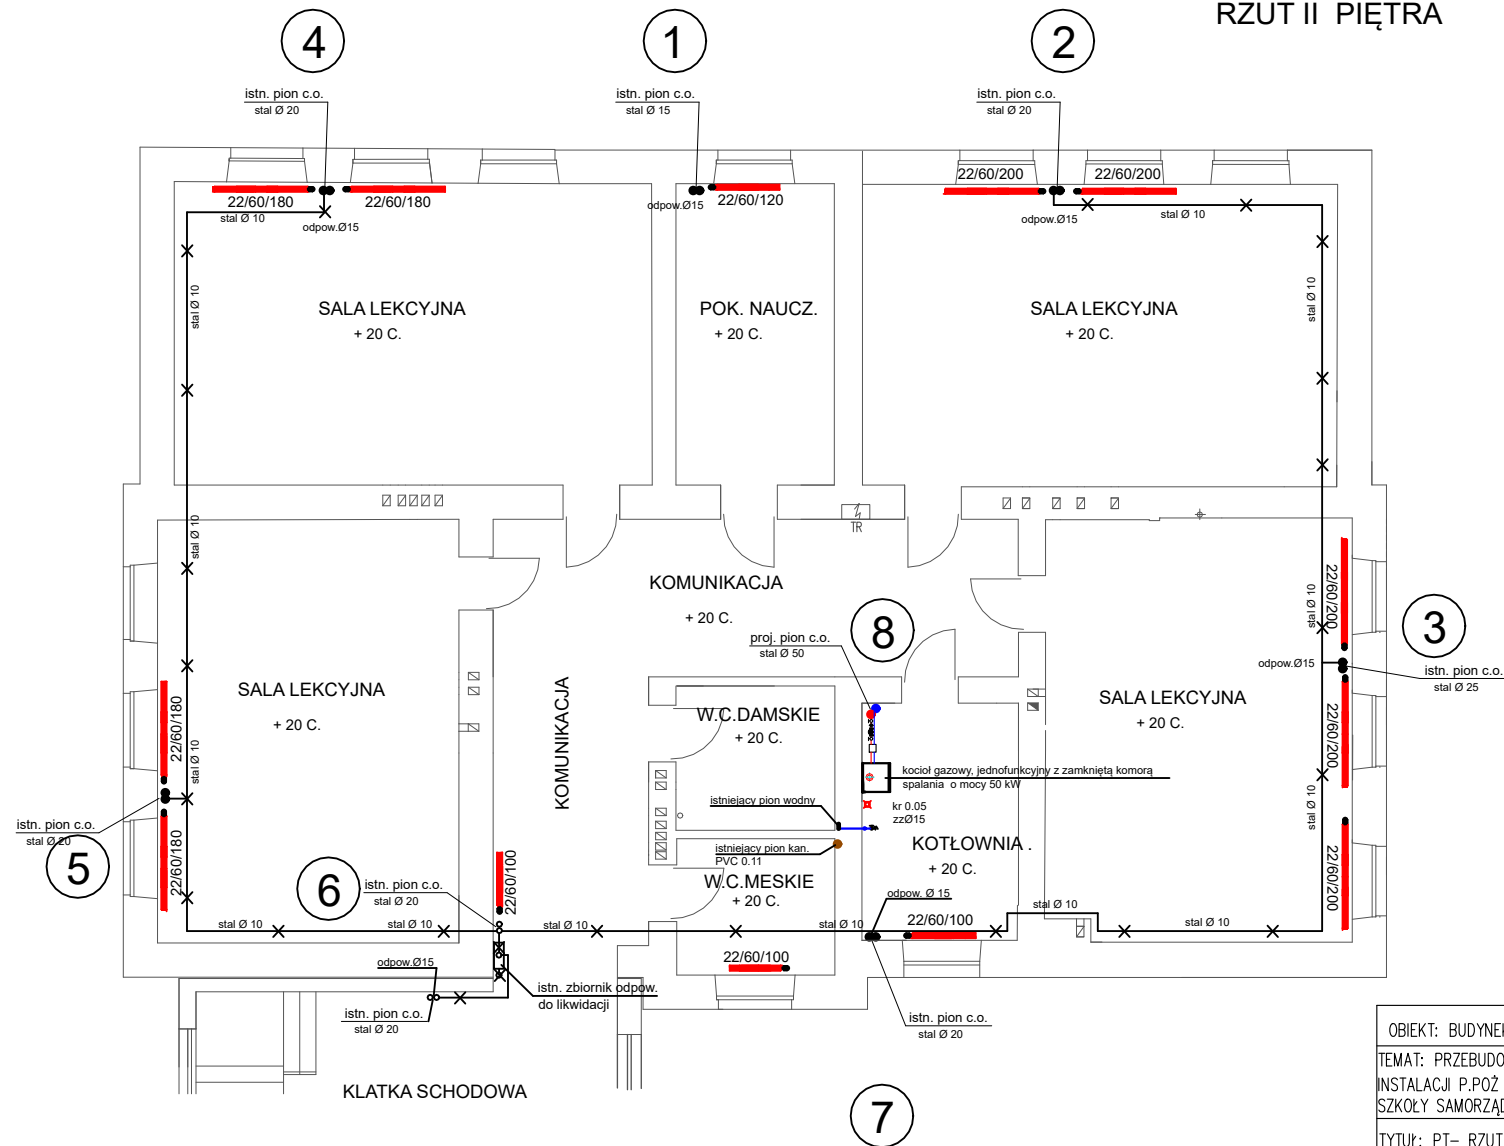 RZUT II PIĘTRA
4
1
2
istn. pion c.o.
stal Ø 20
istn. pion c.o.
stal Ø 15
istn. pion c.o.
stal Ø 20
22/60/180
22/60/180
stal Ø 10
odpow.Ø15
odpow.Ø15
22/60/120
22/60/200
22/60/200
odpow.Ø15
stal Ø 10
stal Ø 10
SALA LEKCYJNA
+ 20 C.
POK. NAUCZ.
+ 20 C.
SALA LEKCYJNA
+ 20 C.
stal Ø 10
TR
stal Ø 10
KOMUNIKACJA
+ 20 C.
8
proj. pion c.o.
stal Ø 50
22/60/200
stal Ø 10
3
odpow.Ø15
istn. pion c.o.
stal Ø 25
SALA LEKCYJNA
+ 20 C.
22/60/180
stal Ø 10
KOMUNIKACJA
W.C.DAMSKIE
+ 20 C.
SALA LEKCYJNA
+ 20 C.
22/60/200
kocioł gazowy, jednofunkcyjny z zamkniętą komorą
spalania o mocy 50 kW
istniejacy pion wodny
kr 0.05
zzØ15
stal Ø 10
istn. pion c.o.
stal Ø 20
5
22/60/180
istniejący pion kan.
PVC 0.11
KOTŁOWNIA .
+ 20 C.
22/60/200
6
istn. pion c.o.
stal Ø 20
22/60/100
W.C.MESKIE
+ 20 C.
odpow. Ø 15
stal Ø 10
stal Ø 10
stal Ø 10
stal Ø 10
stal Ø 10
22/60/100
stal Ø 10
22/60/100
odpow.Ø15
istn. zbiornik odpow.
do likwidacji
istn. pion c.o.
stal Ø 20
istn. pion c.o.
stal Ø 20
KLATKA SCHODOWA
7
OBIEKT: BUDYNE
TEMAT: PRZEBUDO
INSTALACJI P.POŻ
SZKOŁY SAMORZĄD
TYTUŁ: PT- RZUT